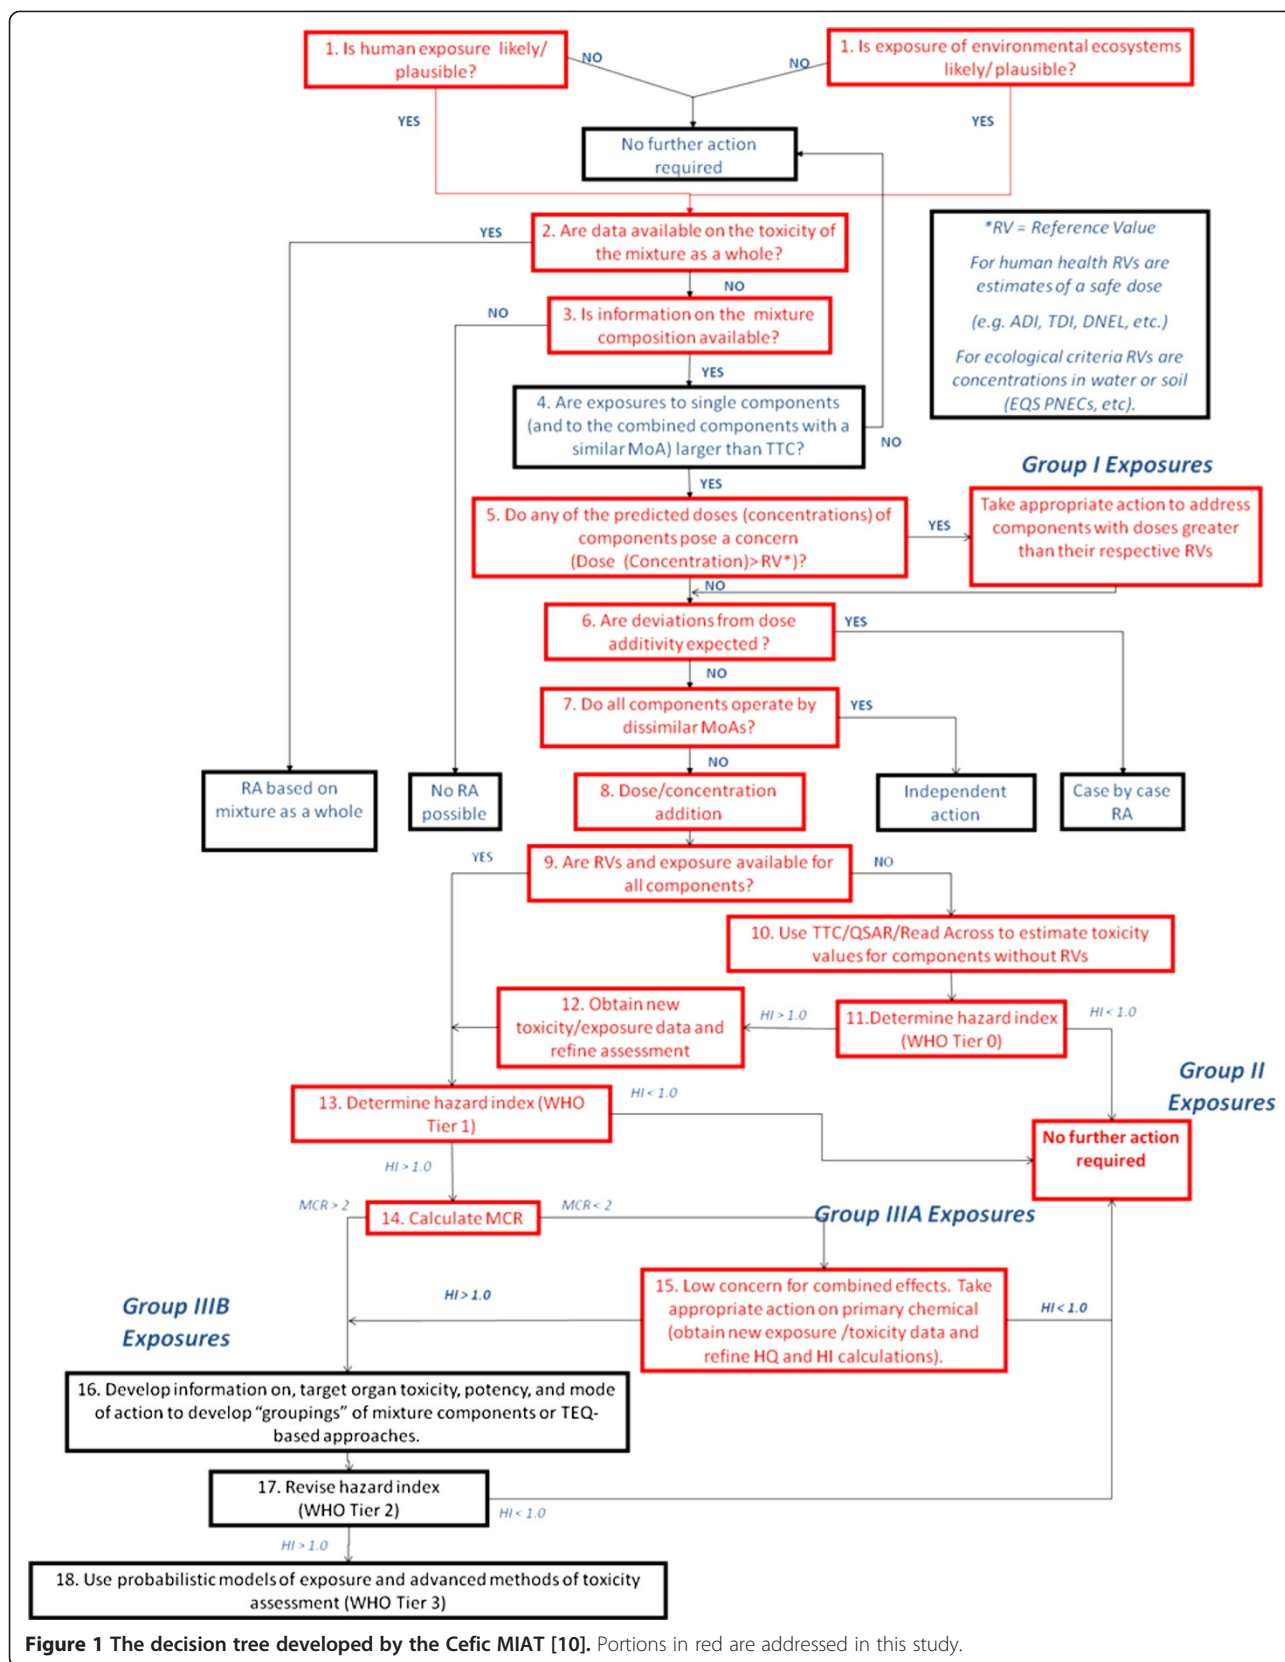 1. Is human exposure likely/
plausible?
NO
NO
1. Is exposure of environmental ecosystems
likely/ plausible?
YES
YES
No further action
required
YES
2. Are data available on the toxicity of
the mixture as a whole?
NO
*RV = Reference Value
For human health RVs are
estimates of a safe dose
(e.g. ADI, TDI, DNEL, etc.)
For ecological criteria RVs are
concentrations in water or soil
(EQS PNECs, etc).
NO
3. Is information on the mixture
composition available?
YES
4. Are exposures to single components
(and to the combined components with a
similar MoA) larger than TTC?
NO
YES
Group I Exposures
5. Do any of the predicted doses (concentrations) of
components pose a concern
(Dose (Concentration)> RV*)?
YES
Take appropriate action to address
components with doses greater
than their respective RVs
NO
6. Are deviations from dose
additivity expected ?
YES
NO
7. Do all components operate by
dissimilar MoAs?
YES
NO
RA based on
mixture as a whole
No RA
possible
8. Dose/concentration
addition
Independent
action
Case by case
RA
YES
9. Are RVs and exposure available for
all components?
NO
10. Use TTC/QSAR/Read Across to estimate toxicity
values for components without RVs
12. Obtain new
toxicity/exposure data and
refine assessment
HI > 1.0
11.Determine hazard index
(WHO Tier 0)
HI < 1.0
Group II
Exposures
13. Determine hazard index (WHO
Tier 1)
HI < 1.0
No further action
required
HI > 1.0
MCR > 2
14. Calculate MCR
MCR < 2
Group IIIA Exposures
Group IIIB
Exposures
HI > 1.0
15. Low concern for combined effects. Take
appropriate action on primary chemical
(obtain new exposure /toxicity data and
refine HQ and HI calculations).
HI < 1.0
16. Develop information on, target organ toxicity, potency, and mode
of action to develop “groupings” of mixture components or TEQ-
based approaches.
17. Revise hazard index
(WHO Tier 2)
HI < 1.0
HI > 1.0
18. Use probabilistic models of exposure and advanced methods of toxicity
assessment (WHO Tier 3)
Figure 1 The decision tree developed by the Cefic MIAT [10]. Portions in red are addressed in this study.